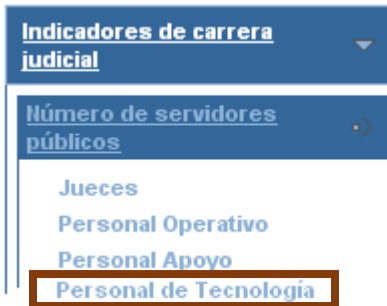 Indicadores de carrera
judicial
Número de servidores
públicos
Jueces
Personal Operativo
Personal Apoyo
Personal de Tecnología